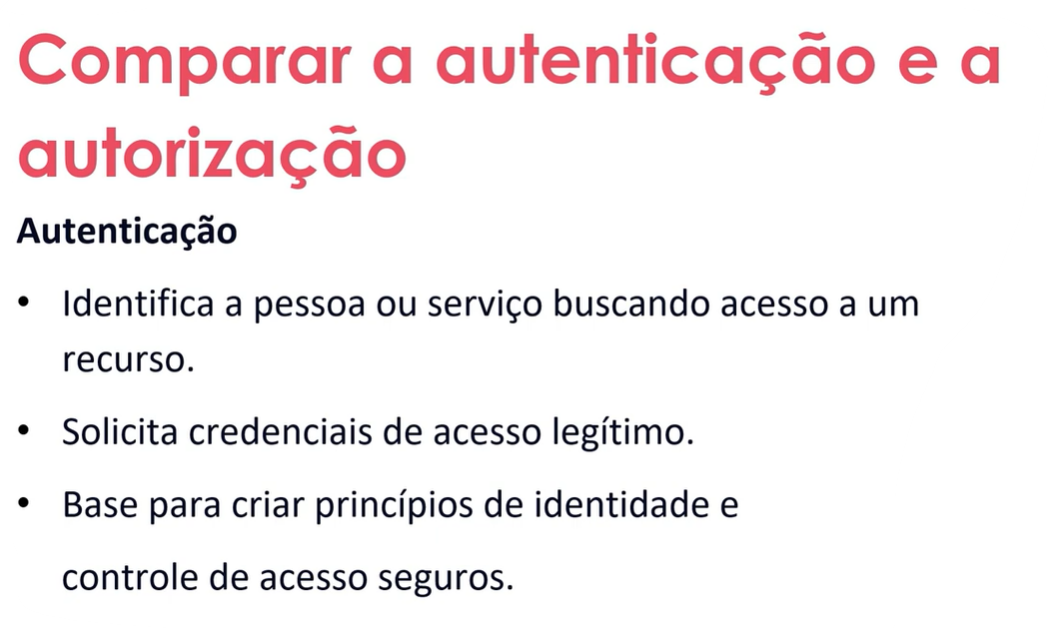 Comparar a autenticação e a
autorização
Autenticação
• Identifica a pessoa ou serviço buscando acesso a um
recurso.
• Solicita credenciais de acesso legítimo.
• Base para criar princípios de identidade e
controle de acesso seguros.